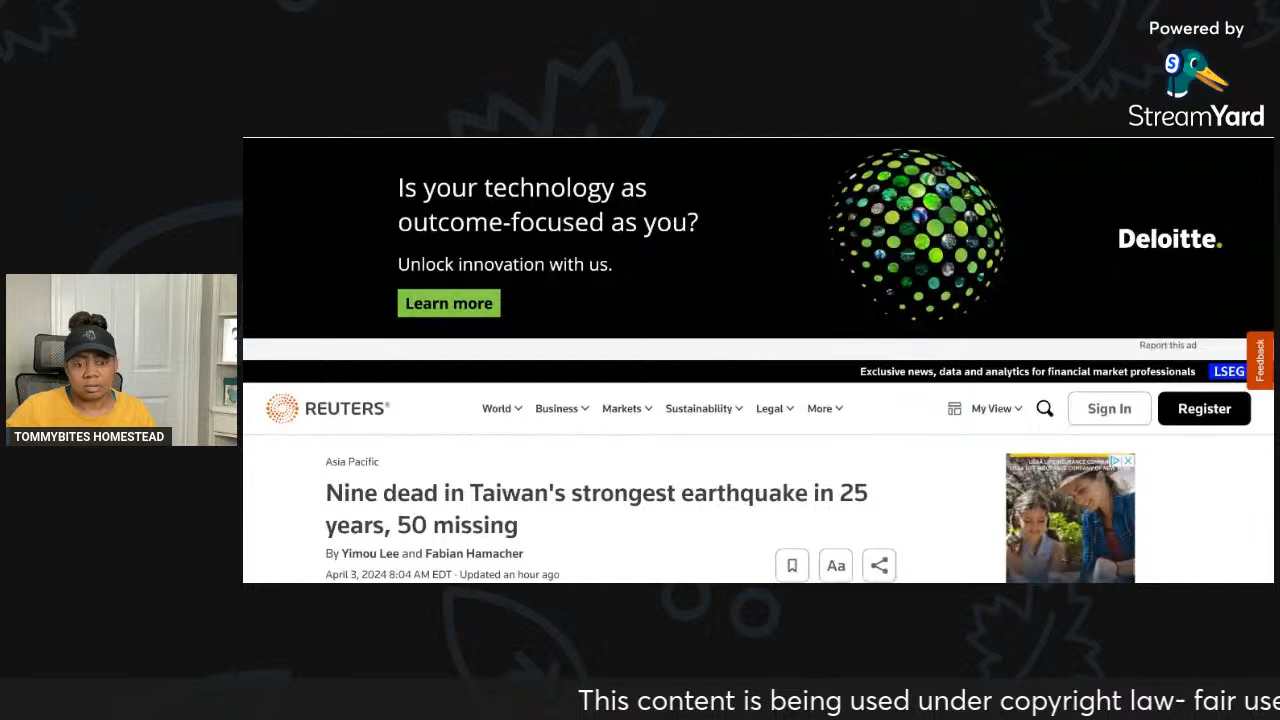 Powered by
StreamYard
Is your technology as
outcome-focused as you?
Unlock innovation with us.
Learn more
Deloitte.
Report this ad
Feedback
Exclusive news, data and analytics for financial market professionals
LSEG
REUTERS®
World
Business
Markets
Sustainability
Legal
More
My View
Sign In
Register
Asia Pacific
Nine dead in Taiwan's strongest earthquake in 25
years, 50 missing
By Yimou Lee and Fabian Hamacher
April 3, 2024 8:04 AM EDT · Updated an hour ago
Aa
TOMMYBITES HOMESTEAD
This content is being used under copyright law- fair use